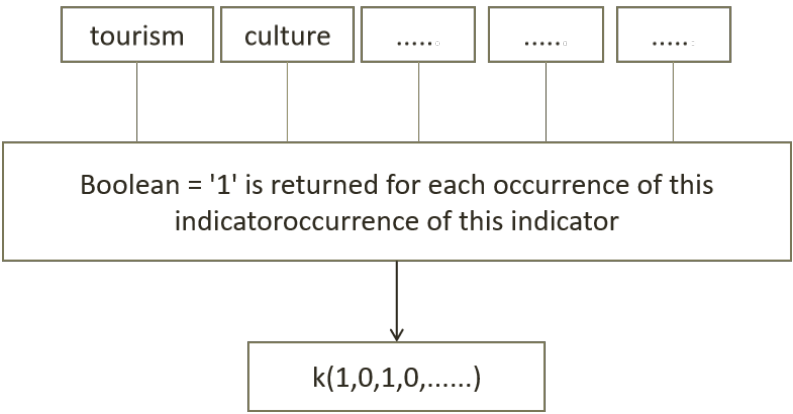 tourism culture ..... ..... .....
Boolean = '1' is returned for each occurrence of this
indicatoroccurrence of this indicator
k(1,0,1,0,......)